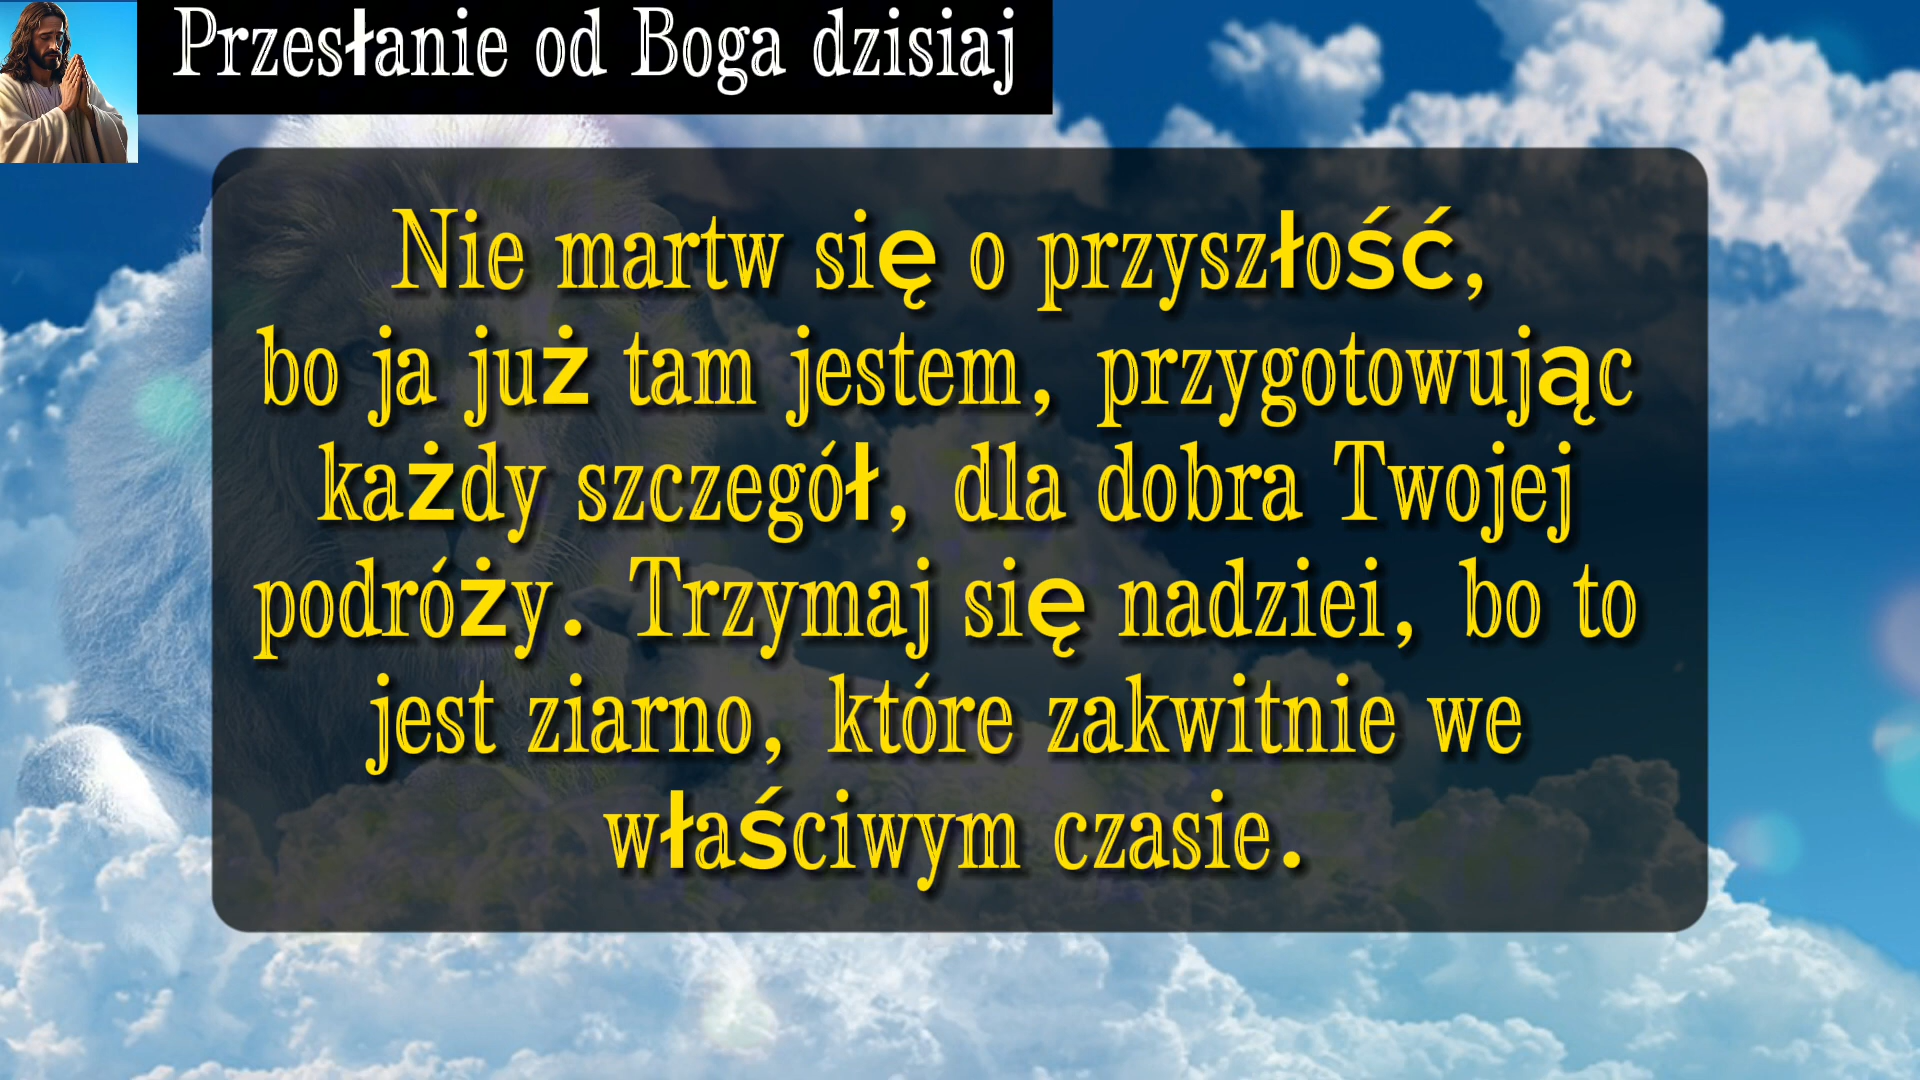 Przesłanie od Boga dzisiaj
Nie martw się o przyszłość,
bo ja już tam jestem, przygotowując
każdy szczegół, dla dobra Twojej
podróży. Trzymaj się nadziei, bo to
jest ziarno, które zakwitnie we
właściwym czasie.